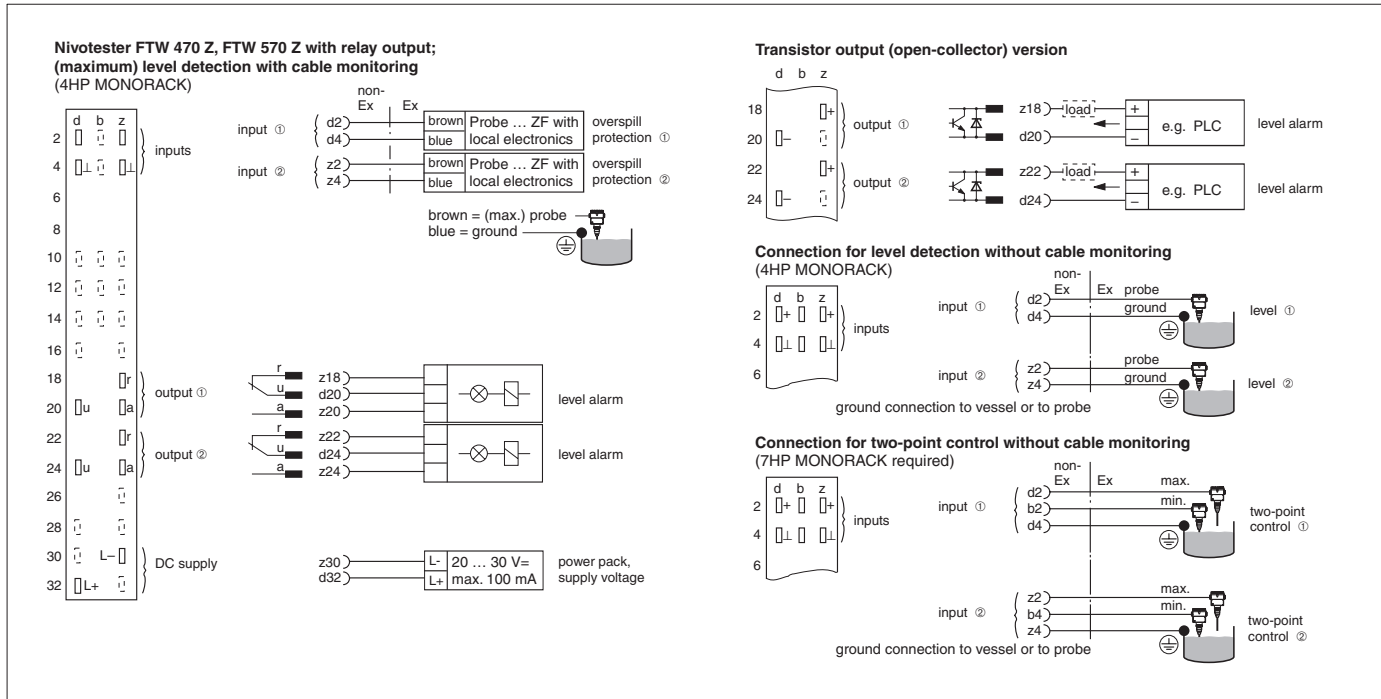 Nivotester FTW 470 Z, FTW 570 Z with relay output;
(maximum) level detection with cable monitoring
(4HP MONORACK)
d b z
2
4 ⊥ ⊥
inputs
6
8
10
12
14
16
18 r
20 u a
output ①
22 r
24 u a
output ②
26
28
30 L–
32 L+
DC supply
non-
Ex Ex
input ①
d2 brown
d4 blue
Probe … ZF with
local electronics
overspill
protection ①
input ②
z2 brown
z4 blue
Probe … ZF with
local electronics
overspill
protection ②
brown = (max.) probe
blue = ground
r z18
u d20
a z20
level alarm
r z22
u d24
a z24
level alarm
z30 L-
d32 L+
20 … 30 V=
max. 100 mA
power pack,
supply voltage
Transistor output (open-collector) version
d b z
18 +
20 –
output ①
22 +
24 –
output ②
z18 load +
d20 –
e.g. PLC
level alarm
z22 load +
d24 –
e.g. PLC
level alarm
Connection for level detection without cable monitoring
(4HP MONORACK)
d b z
2 + +
4 ⊥ ⊥
6
inputs
non-
Ex Ex
input ①
d2 probe
d4 ground
level ①
input ②
z2 probe
z4 ground
level ②
ground connection to vessel or to probe
Connection for two-point control without cable monitoring
(7HP MONORACK required)
d b z
2 + +
4 ⊥ ⊥
6
inputs
non-
Ex Ex
input ①
d2 max.
b2 min.
d4
two-point
control ①
input ②
z2 max.
b4 min.
z4
two-point
control ②
ground connection to vessel or to probe